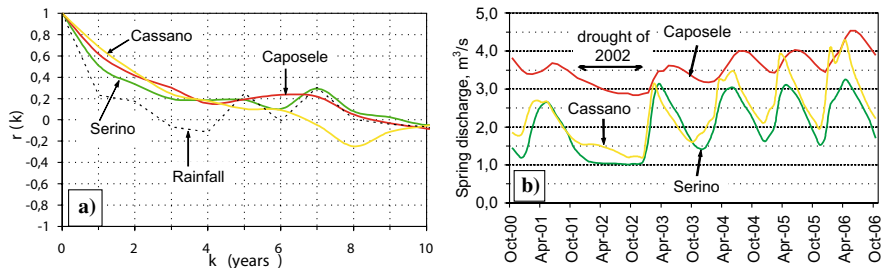 1
0,8
0,6
0,4
0,2
0
-0,2
-0,4
-0,6
-0,8
-1
r (k)
Cassano
Caposele
Serino
Rainfall
a)
0
2
4
6
8
10
k (years)
5,0
4,0
3,0
2,0
1,0
0,0
Spring discharge, m³/s
drought of
2002
Caposele
Cassano
Serino
b)
Oct-00
Apr-01
Oct-01
Apr-02
Oct-02
Apr-03
Oct-03
Apr-04
Oct-04
Apr-05
Oct-05
Apr-06
Oct-06